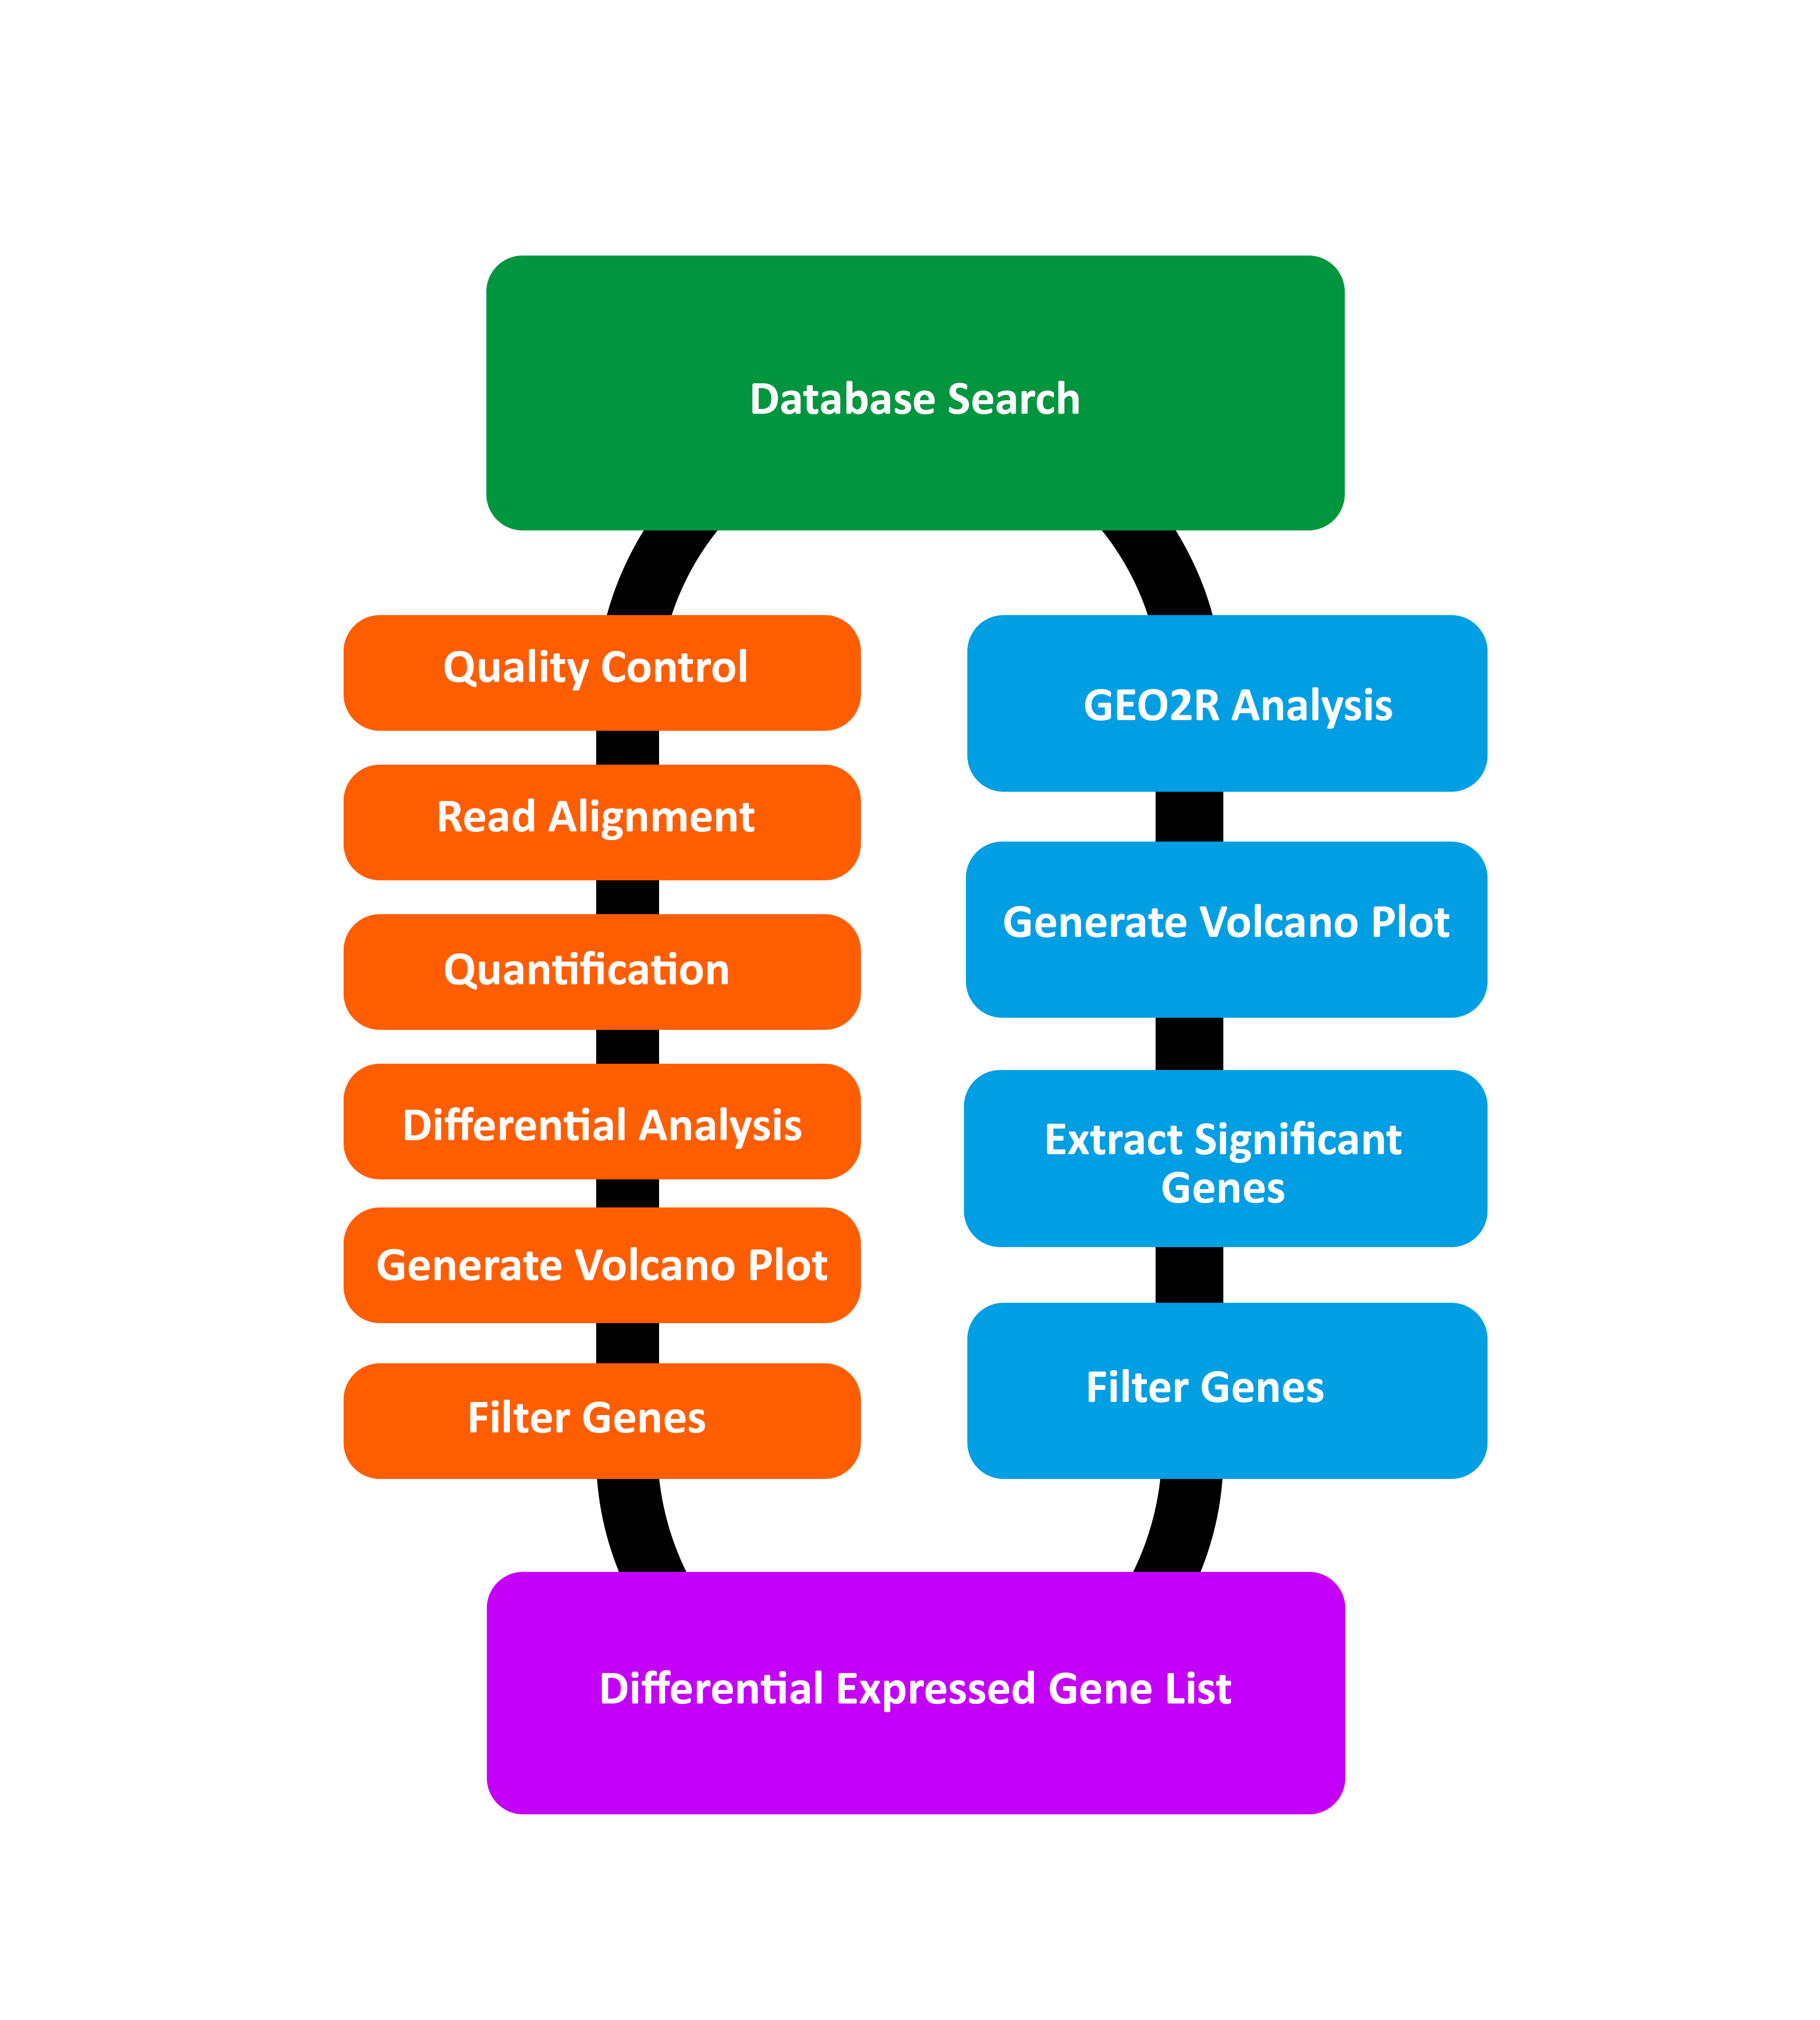 Database Search
Quality Control
Read Alignment
Quantification
Differential Analysis
Generate Volcano Plot
Filter Genes
GEO2R Analysis
Generate Volcano Plot
Extract Significant
Genes
Filter Genes
Differential Expressed Gene List